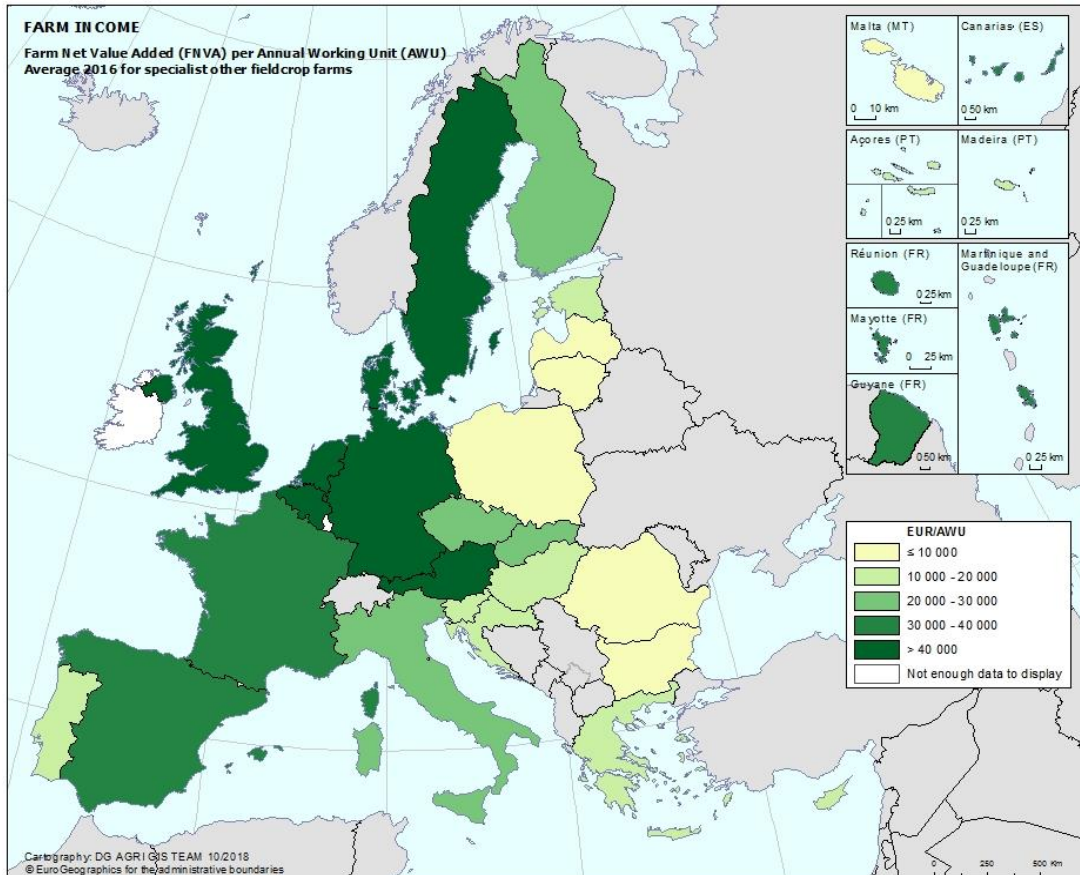 FARM INCOME
Farm Net Value Added (FNVA) per Annual Working Unit (AWU)
Average 2016 for specialist other fieldcrop farms
Malta (MT)
0 10 km
Canarias (ES)
0 50 km
Açores (PT)
0 25 km
Madeira (PT)
0 25 km
Réunion (FR)
0 25 km
Martinique and
Guadeloupe (FR)
0 25 km
Mayotte (FR)
0 25 km
Guyane (FR)
0 50 km
EUR/AWU
≤ 10 000
10 000 - 20 000
20 000 - 30 000
30 000 - 40 000
> 40 000
Not enough data to display
Cartography: DG AGRI GIS TEAM 10/2018
© EuroGeographics for the administrative boundaries
0 250 500 Km